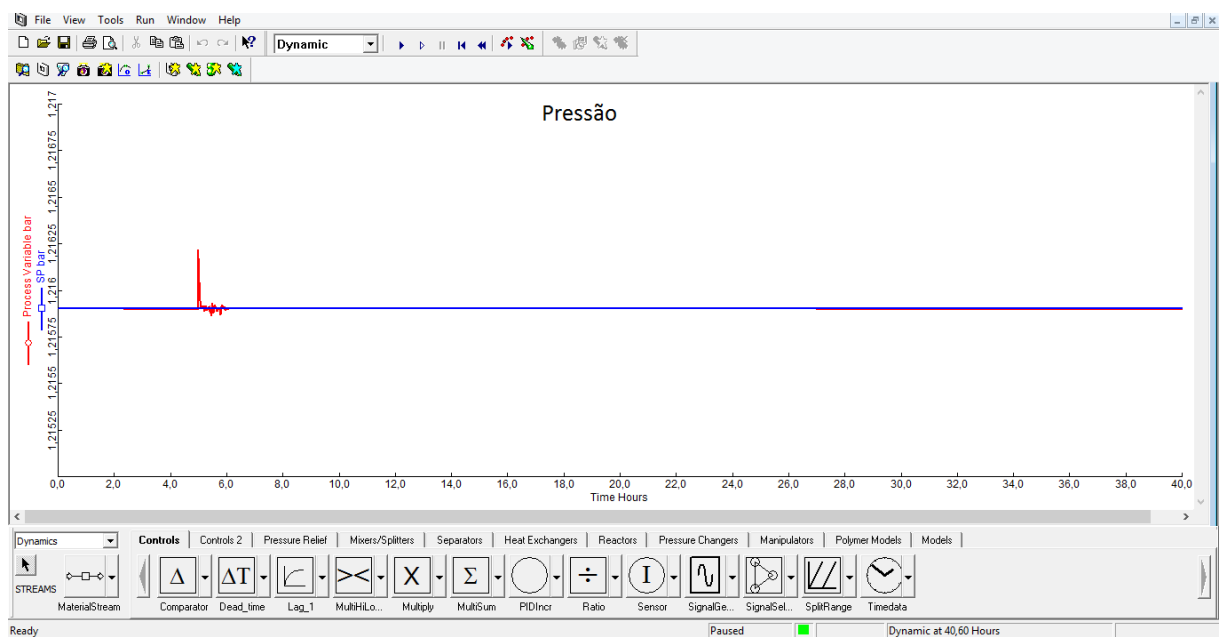 File View Tools Run Window Help
Dynamic
Pressão
1,217
1,21675
1,2165
1,21625
1,216
1,21575
1,2155
1,21525
Process Variable bar
SP bar
0,0 2,0 4,0 6,0 8,0 10,0 12,0 14,0 16,0 18,0 20,0 22,0 24,0 26,0 28,0 30,0 32,0 34,0 36,0 38,0 40,0
Time Hours
Dynamics Controls Controls 2 Pressure Relief Mixers/Splitters Separators Heat Exchangers Reactors Pressure Changers Manipulators Polymer Models Models
Δ ΔT >< X Σ ÷ I
STREAMS
MaterialStream Comparator Dead_time Lag_1 MultiHiLo... Multiply MultiSum PIDIncr Ratio Sensor SignalGe... SignalSel... SplitRange Timedata
Ready Paused Dynamic at 40,60 Hours